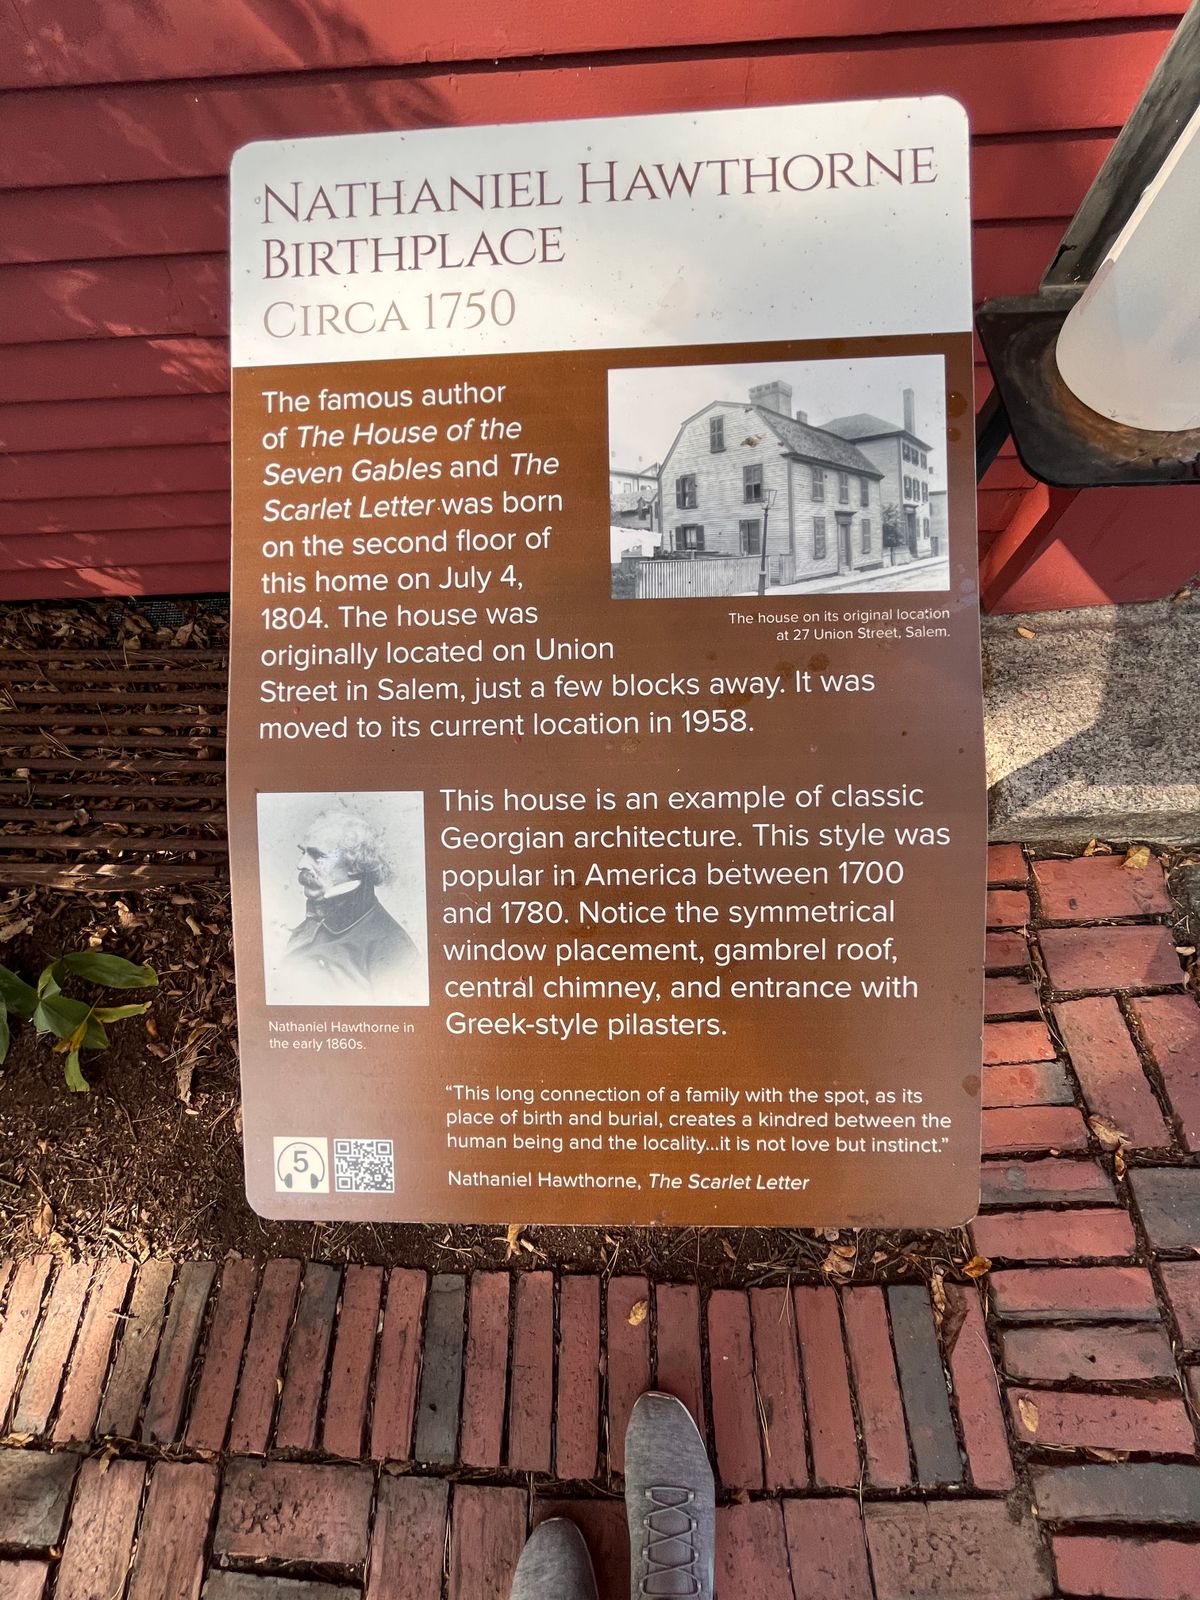 NATHANIEL HAWTHORNE
BIRTHPLACE
CIRCA 1750
The famous author
of The House of the
Seven Gables and The
Scarlet Letter was born
on the second floor of
this home on July 4,
1804. The house was
originally located on Union
Street in Salem, just a few blocks away. It was
moved to its current location in 1958.
The house on its original location
at 27 Union Street, Salem.
This house is an example of classic
Georgian architecture. This style was
popular in America between 1700
and 1780. Notice the symmetrical
window placement, gambrel roof,
central chimney, and entrance with
Greek-style pilasters.
Nathaniel Hawthorne in
the early 1860s.
“This long connection of a family with the spot, as its
place of birth and burial, creates a kindred between the
human being and the locality...it is not love but instinct.”
Nathaniel Hawthorne, The Scarlet Letter
5